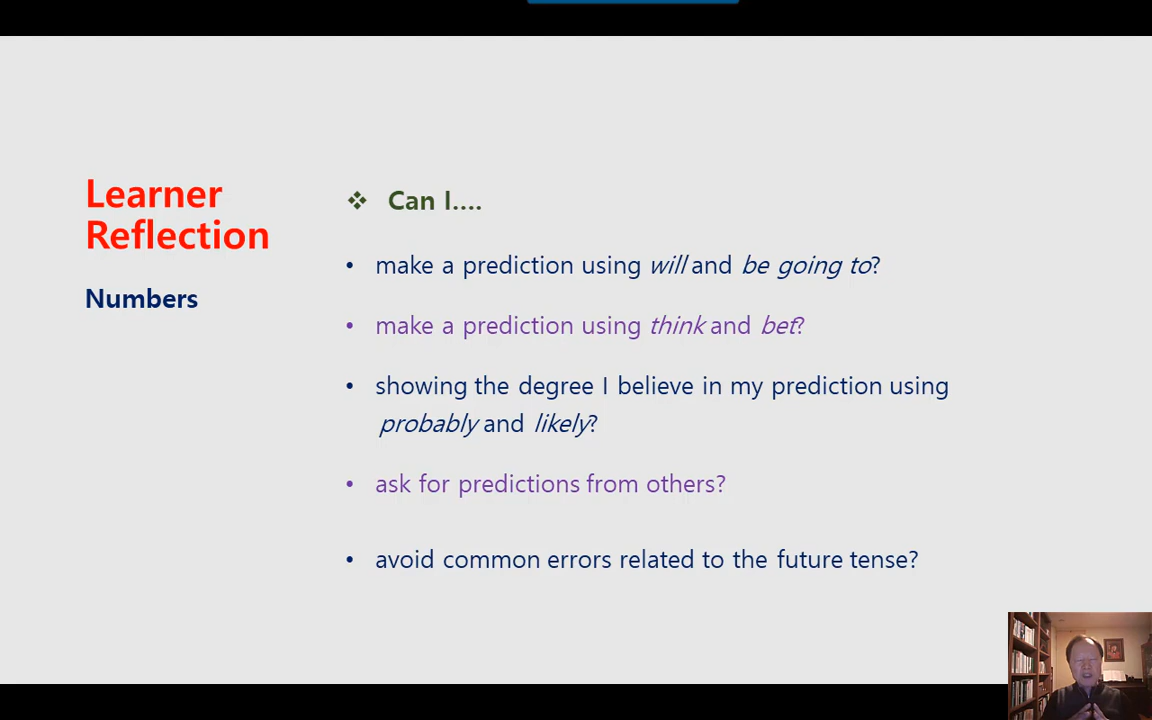 Learner
Reflection
Numbers
❖ Can I....
• make a prediction using will and be going to?
• make a prediction using think and bet?
• showing the degree I believe in my prediction using
probably and likely?
• ask for predictions from others?
• avoid common errors related to the future tense?